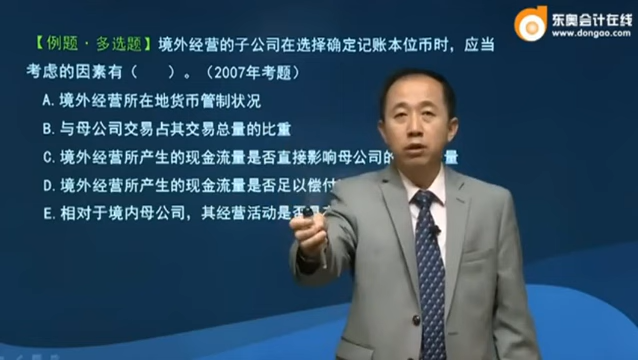 东奥会计在线
www.dongao.com
【例题·多选题】境外经营的子公司在选择确定记账本位币时，应当
考虑的因素有（ ）。（2007年考题）
A. 境外经营所在地货币管制状况
B. 与母公司交易占其交易总量的比重
C. 境外经营所产生的现金流量是否直接影响母公司的 量
D. 境外经营所产生的现金流量是否足以偿付
E. 相对于境内母公司，其经营活动是否